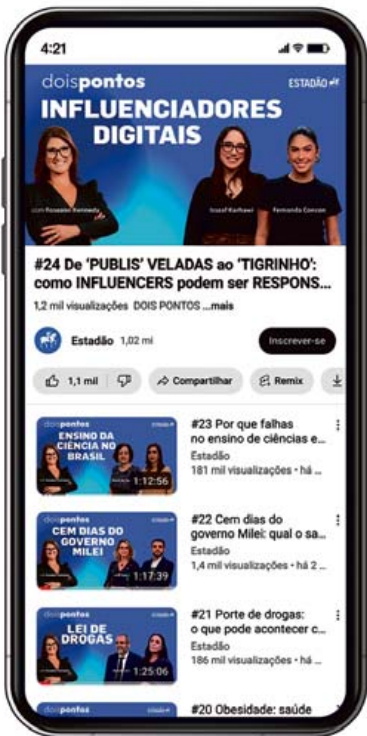 4:21
doispontos
ESTADÃO
INFLUENCIADORES
DIGITAIS
com Roseann Kennedy
Issaaf Karhawi
Fernanda
#24 De ‘PUBLIS’ VELADAS ao ‘TIGRINHO’:
como INFLUENCERS podem ser RESPONS...
1,2 mil visualizações DOIS PONTOS ...mais
Estadão 1,02 mi
Inscrever-se
1,1 mil
Compartilhar
Remix
doispontos
ENSINO DA
CIÊNCIA NO
BRASIL
1:12:56
#23 Por que falhas
no ensino de ciências e...
Estadão
181 mil visualizações • há ...
doispontos
CEM DIAS DO
GOVERNO
MILEI
1:17:39
#22 Cem dias do
governo Milei: qual o sa...
Estadão
1,4 mil visualizações • há 2 ...
doispontos
LEI DE
DROGAS
1:25:06
#21 Porte de drogas:
o que pode acontecer c...
Estadão
186 mil visualizações • há ...
doispontos
#20 Obesidade: saúde